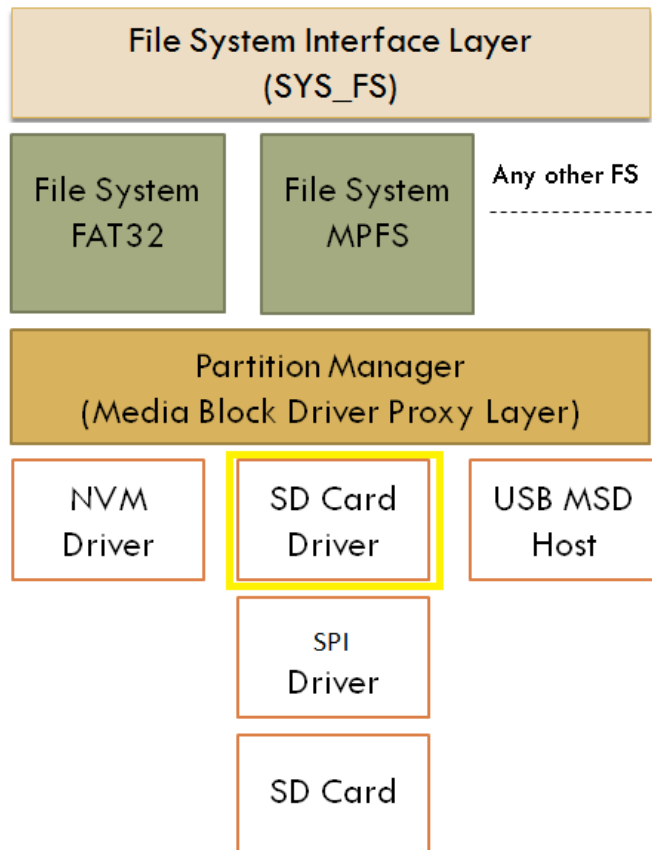 File System Interface Layer
(SYS_FS)
File System
FAT32
File System
MPFS
Any other FS
Partition Manager
(Media Block Driver Proxy Layer)
NVM
Driver
SD Card
Driver
USB MSD
Host
SPI
Driver
SD Card